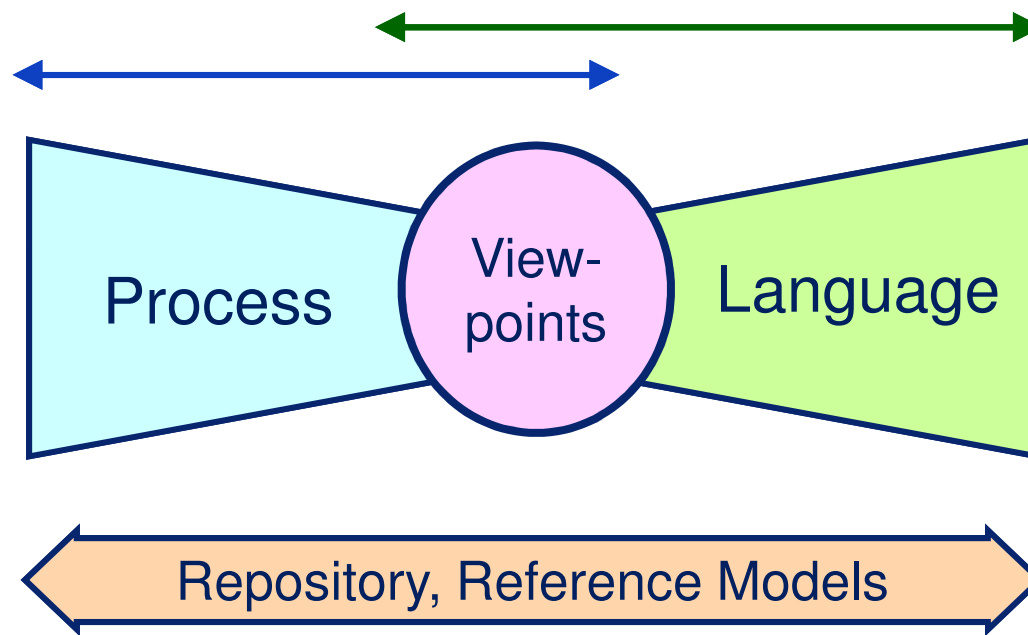 Process
View-
points
Language
Repository, Reference Models